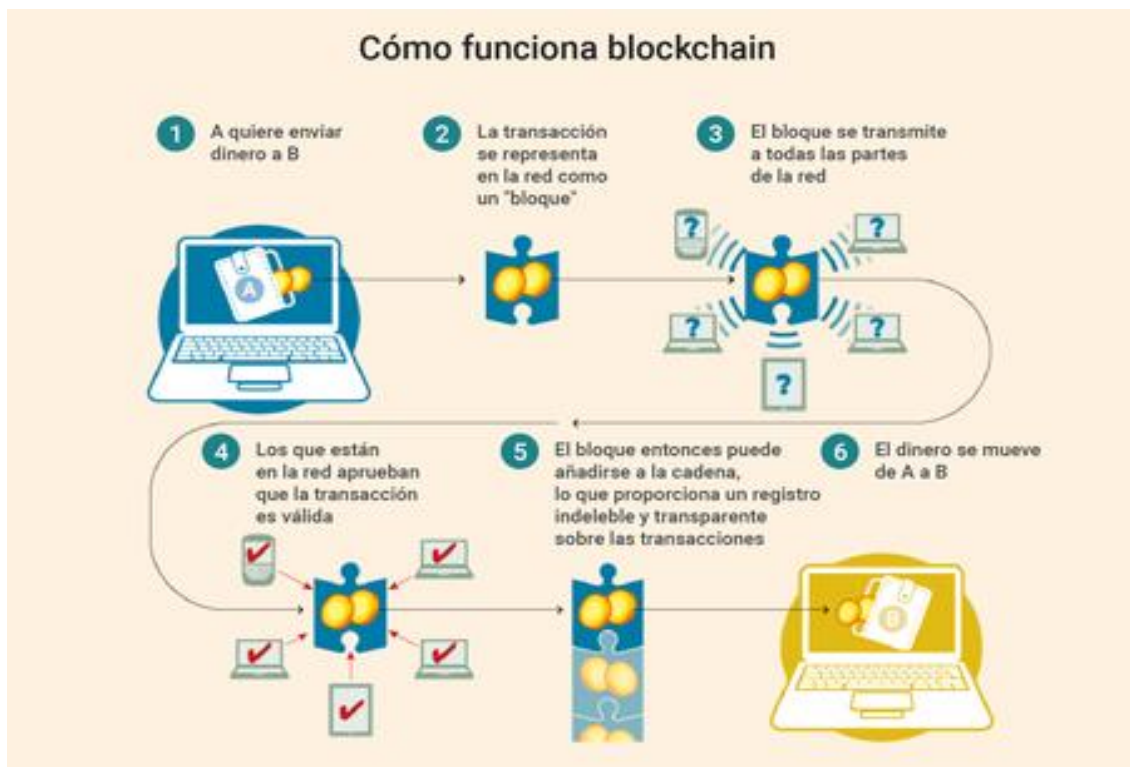 Cómo funciona blockchain
1
A quiere enviar
dinero a B
2
La transacción
se representa
en la red como
un "bloque"
3
El bloque se transmite
a todas las partes
de la red
A
?
?
?
?
?
4
Los que están
en la red aprueban
que la transacción
es válida
5
El bloque entonces puede
añadirse a la cadena,
lo que proporciona un registro
indeleble y transparente
sobre las transacciones
6
El dinero se mueve
de A a B
B